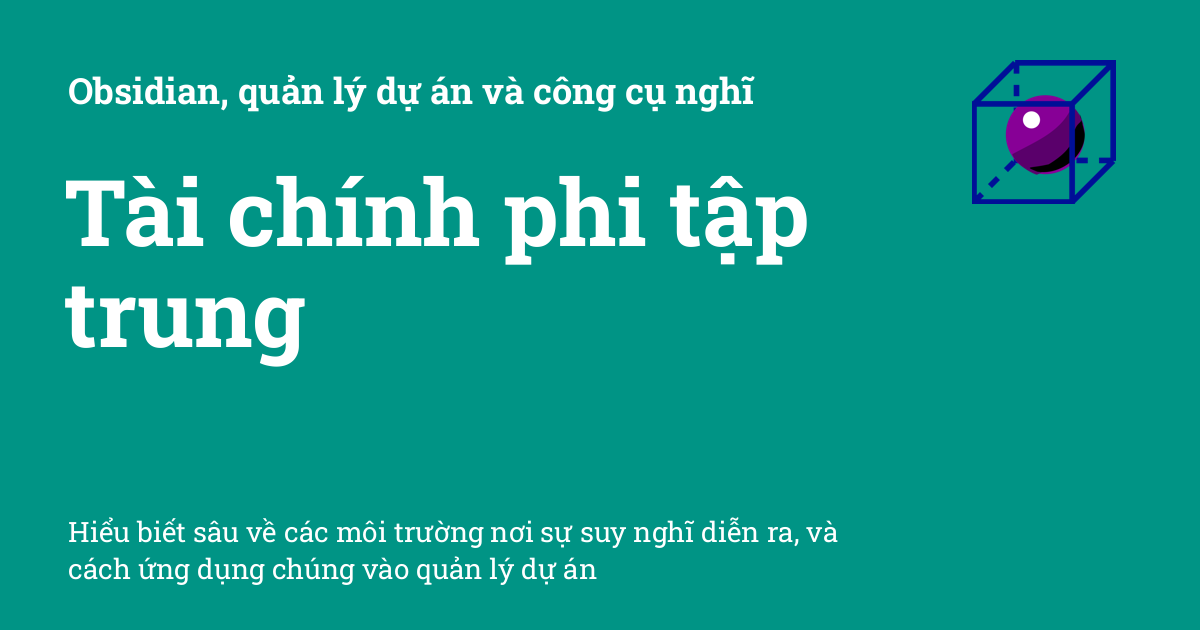 Obsidian, quản lý dự án và công cụ nghĩ
Tài chính phi tập
trung
Hiểu biết sâu về các môi trường nơi sự suy nghĩ diễn ra, và
cách ứng dụng chúng vào quản lý dự án